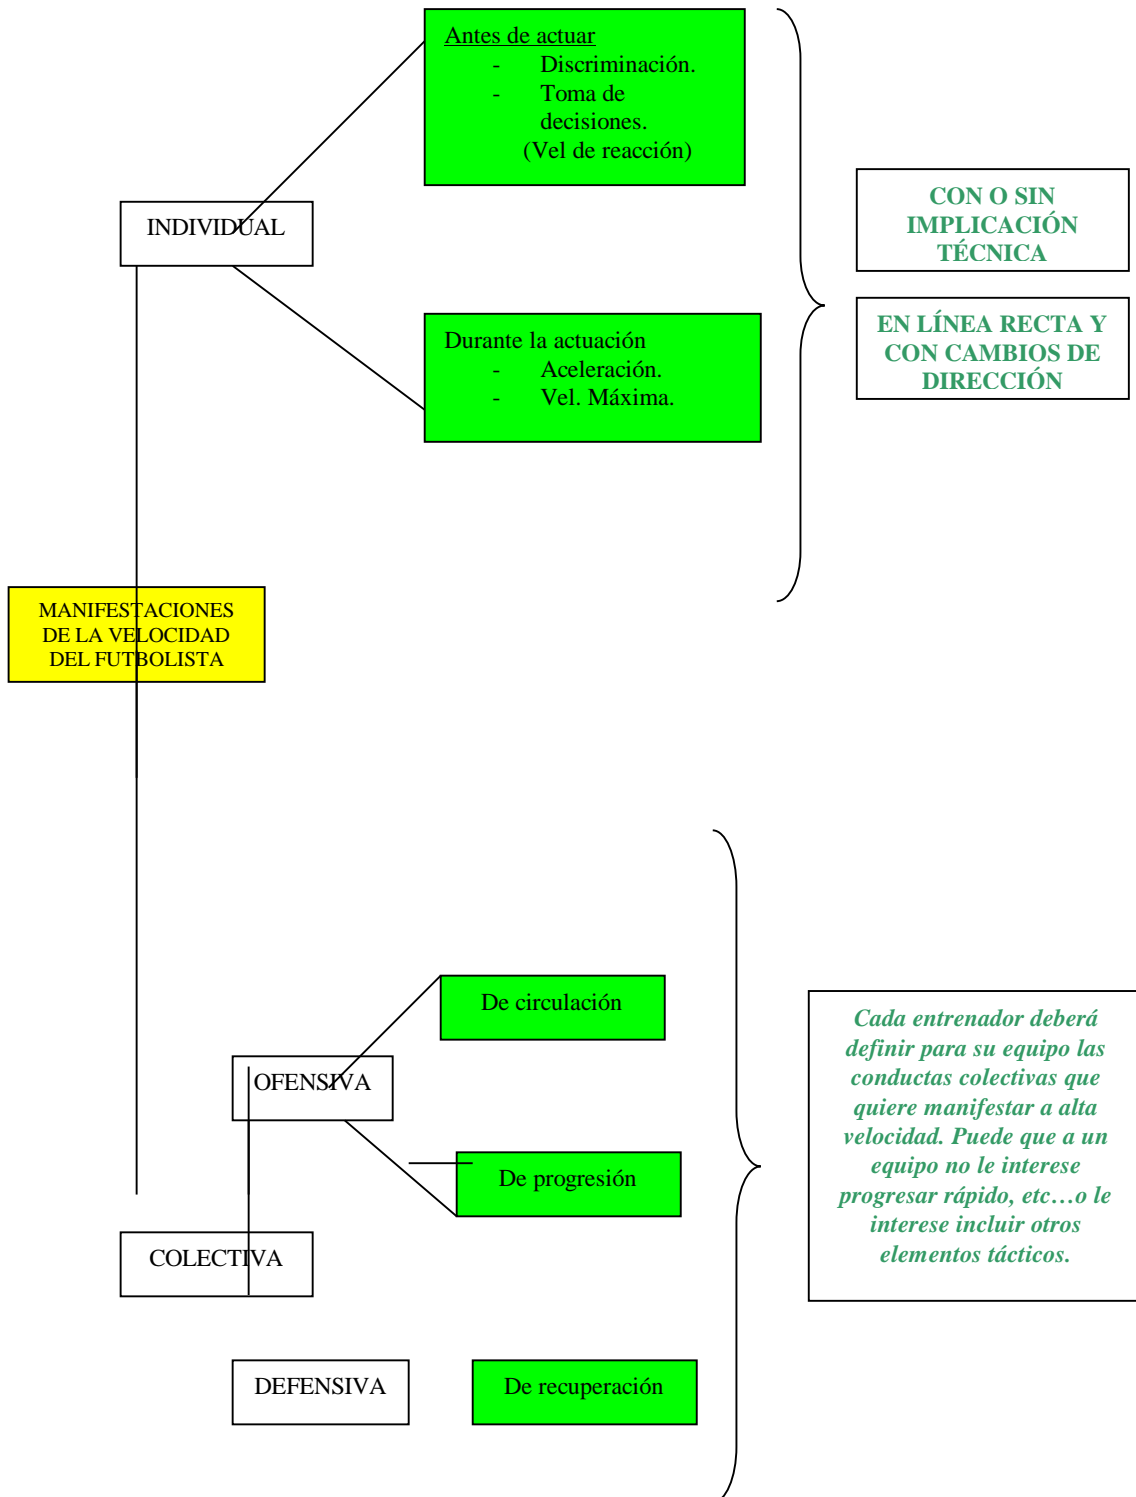 Antes de actuar
- Discriminación.
- Toma de
decisiones.
(Vel de reacción)
INDIVIDUAL
CON O SIN
IMPLICACIÓN
TÉCNICA
Durante la actuación
- Aceleración.
- Vel. Máxima.
EN LÍNEA RECTA Y
CON CAMBIOS DE
DIRECCIÓN
MANIFESTACIONES
DE LA VELOCIDAD
DEL FUTBOLISTA
De circulación
OFENSIVA
De progresión
COLECTIVA
Cada entrenador deberá
definir para su equipo las
conductas colectivas que
quiere manifestar a alta
velocidad. Puede que a un
equipo no le interese
progresar rápido, etc…o le
interese incluir otros
elementos tácticos.
DEFENSIVA
De recuperación